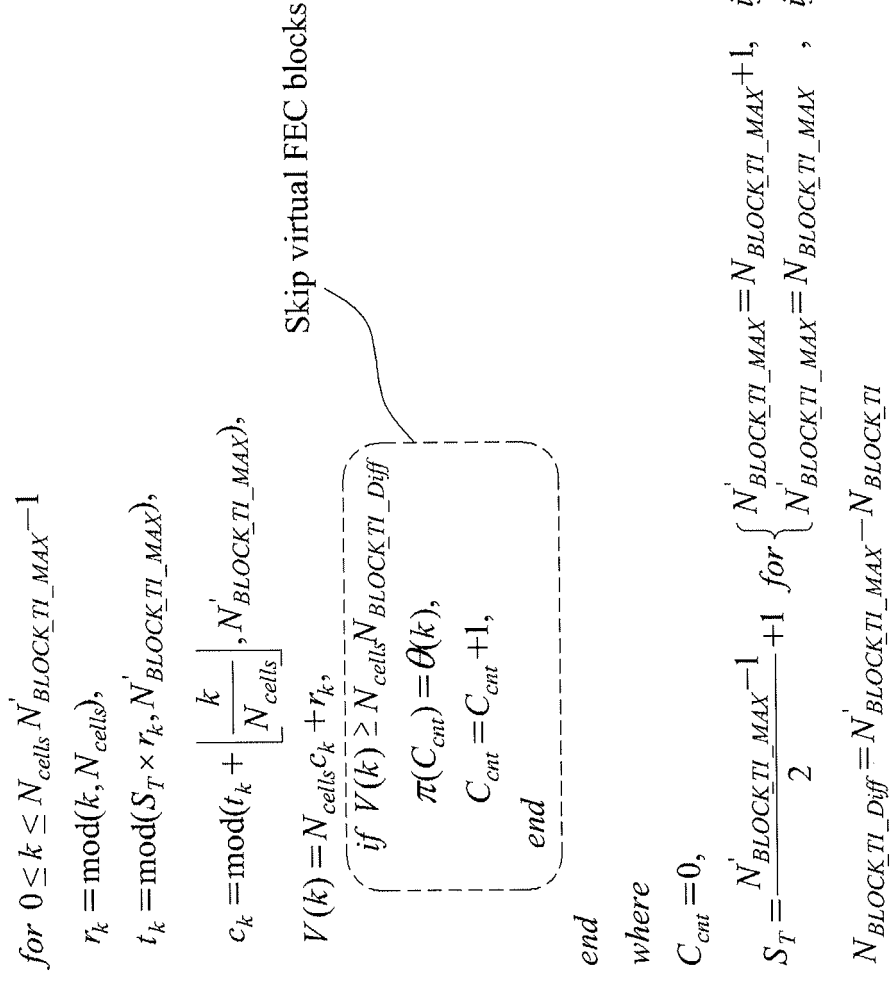 for 0≤k≤N_cells N'_BLOCK_TI_MAX−1
r_k=mod(k,N_cells),
t_k=mod(S_T×r_k,N'_BLOCK_TI_MAX),
c_k=mod(t_k+⌊k/N_cells⌋,N'_BLOCK_TI_MAX),
Skip virtual FEC blocks
V(k)=N_cells c_k+r_k,
if V(k)≥N_cells N_BLOCK_TI_Diff
π(C_cnt)=θ(k),
C_cnt=C_cnt+1,
end
end
where
C_cnt=0,
S_T=(N'_BLOCK_TI_MAX−1)/2+1 for { N'_BLOCK_TI_MAX=N_BLOCK_TI_MAX+1,
N'_BLOCK_TI_MAX=N_BLOCK_TI_MAX ,
N_BLOCK_TI_Diff=N'_BLOCK_TI_MAX−N_BLOCK_TI